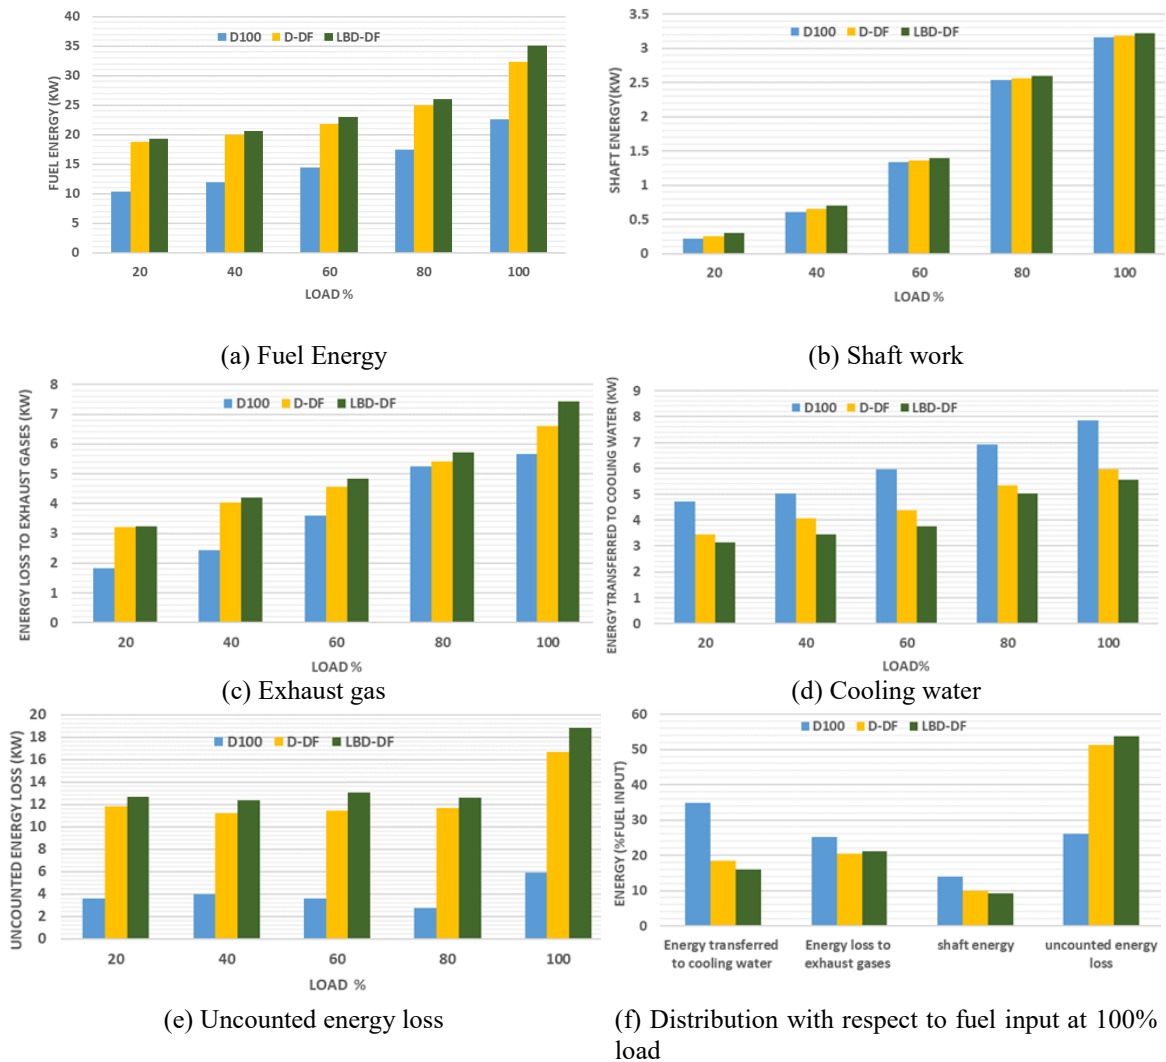 40
35
30
25
20
15
10
5
0
FUEL ENERGY (KW)
D100 D-DF LBD-DF
20 40 60 80 100
LOAD %
(a) Fuel Energy
3.5
3
2.5
2
1.5
1
0.5
0
SHAFT ENERGY(KW)
D100 D-DF LBD-DF
20 40 60 80 100
LOAD %
(b) Shaft work
8
7
6
5
4
3
2
1
0
ENERGY LOSS TO EXHAUST GASES (KW)
D100 D-DF LBD-DF
20 40 60 80 100
LOAD %
(c) Exhaust gas
9
8
7
6
5
4
3
2
1
0
ENERGY TRANSFERRED TO COOLING WATER (KW)
D100 D-DF LBD-DF
20 40 60 80 100
LOAD%
(d) Cooling water
20
18
16
14
12
10
8
6
4
2
0
UNCOUNTED ENERGY LOSS (KW)
D100 D-DF LBD-DF
20 40 60 80 100
LOAD %
(e) Uncounted energy loss
60
50
40
30
20
10
0
ENERGY (%FUEL INPUT)
D100 D-DF LBD-DF
Energy transferred
to cooling water
Energy loss to
exhaust gases
shaft energy
uncounted energy
loss
(f) Distribution with respect to fuel input at 100%
load